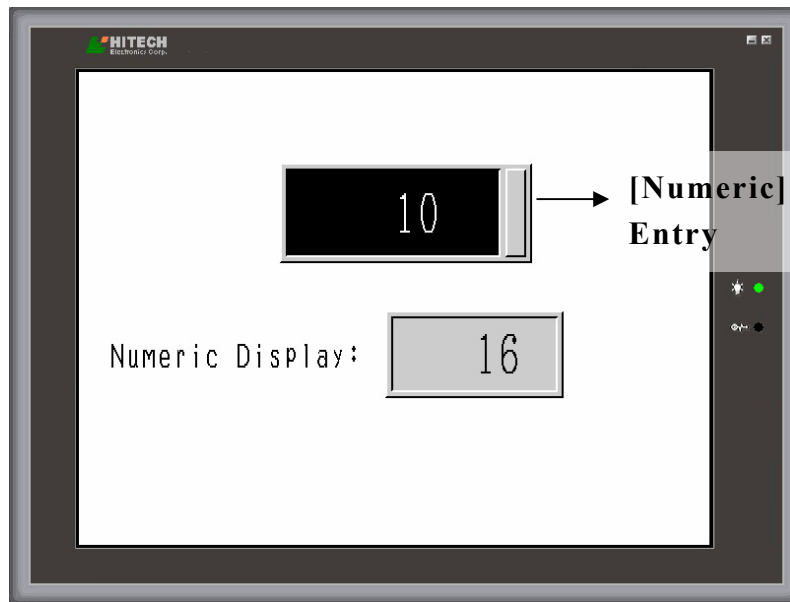 HITECH
Electronics Corp.
10
[Numeric]
Entry
Numeric Display:
16